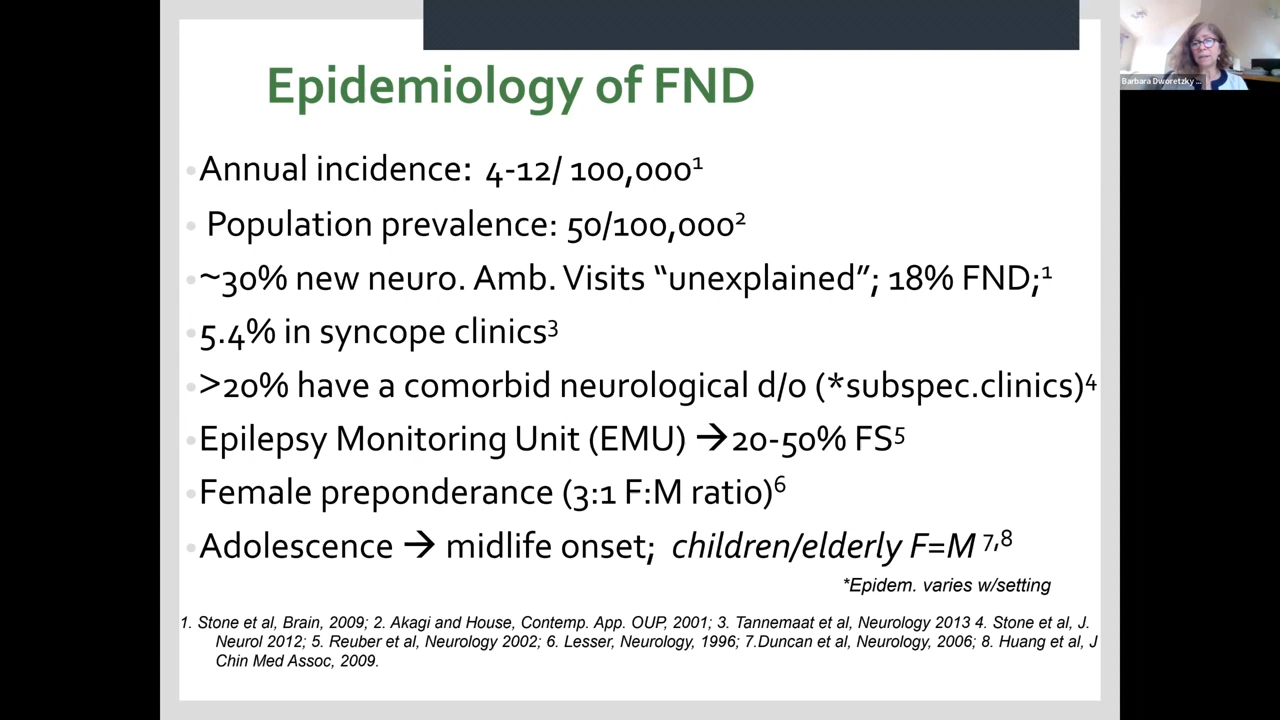 Epidemiology of FND
•Annual incidence: 4-12/ 100,000¹
• Population prevalence: 50/100,000²
•~30% new neuro. Amb. Visits “unexplained”; 18% FND;¹
•5.4% in syncope clinics³
•>20% have a comorbid neurological d/o (*subspec.clinics)⁴
•Epilepsy Monitoring Unit (EMU) →20-50% FS⁵
•Female preponderance (3:1 F:M ratio)⁶
•Adolescence → midlife onset; children/elderly F=M ⁷,⁸
*Epidem. varies w/setting
1. Stone et al, Brain, 2009; 2. Akagi and House, Contemp. App. OUP, 2001; 3. Tannemaat et al, Neurology 2013 4. Stone et al, J.
Neurol 2012; 5. Reuber et al, Neurology 2002; 6. Lesser, Neurology, 1996; 7.Duncan et al, Neurology, 2006; 8. Huang et al, J
Chin Med Assoc, 2009.
Barbara Dworetzky ...